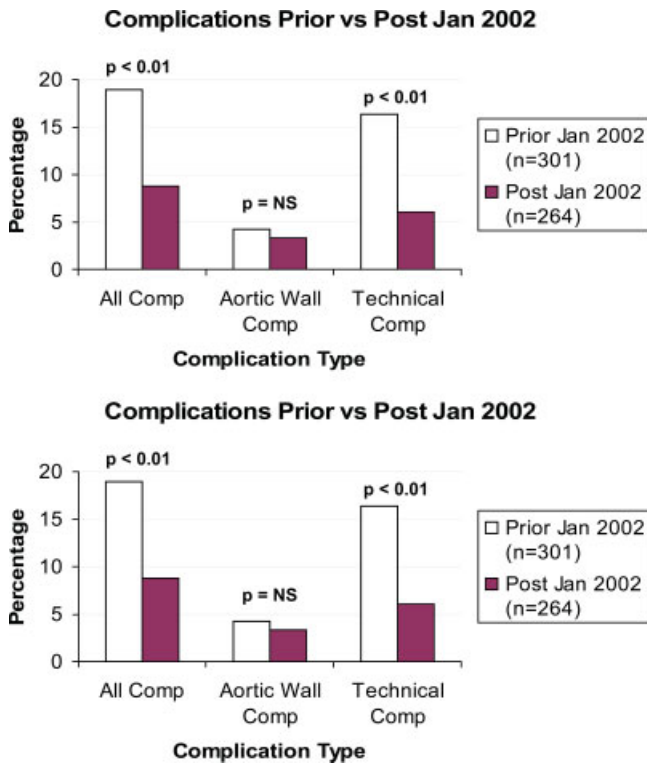 Complications Prior vs Post Jan 2002
p < 0.01
p = NS
p < 0.01
20
15
10
5
0
Percentage
All Comp
Aortic Wall
Comp
Technical
Comp
Complication Type
Prior Jan 2002
(n=301)
Post Jan 2002
(n=264)
Complications Prior vs Post Jan 2002
p < 0.01
p = NS
p < 0.01
20
15
10
5
0
Percentage
All Comp
Aortic Wall
Comp
Technical
Comp
Complication Type
Prior Jan 2002
(n=301)
Post Jan 2002
(n=264)